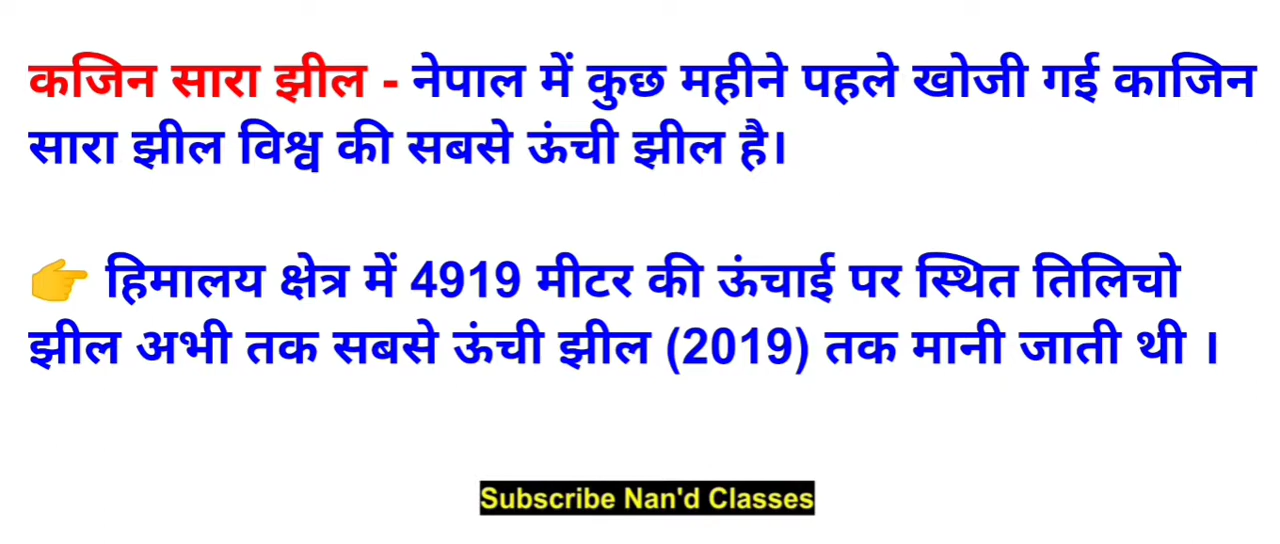 कजिन सारा झील - नेपाल में कुछ महीने पहले खोजी गई काजिन
सारा झील विश्व की सबसे ऊंची झील है।
👉 हिमालय क्षेत्र में 4919 मीटर की ऊंचाई पर स्थित तिलिचो
झील अभी तक सबसे ऊंची झील (2019) तक मानी जाती थी ।
Subscribe Nan'd Classes